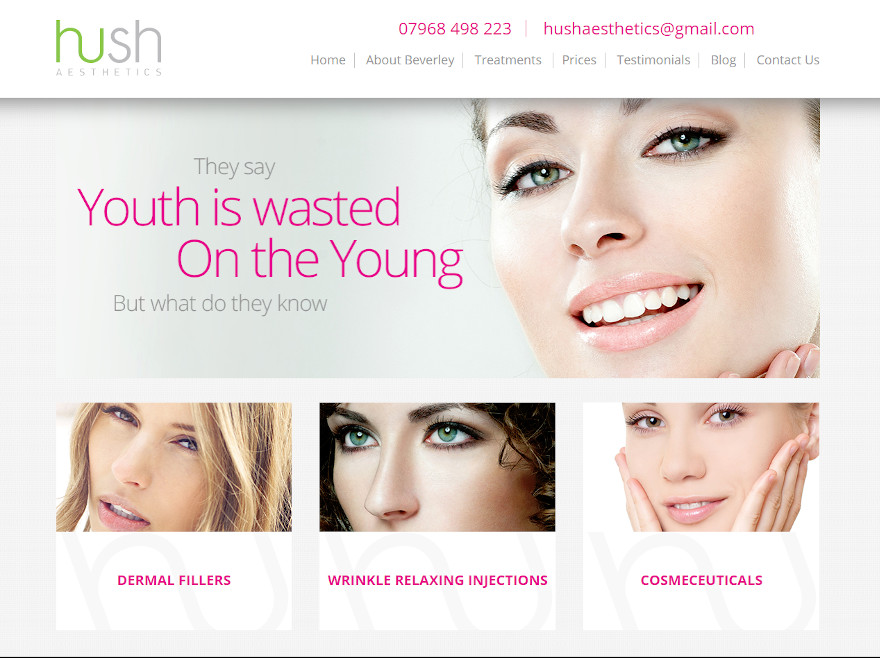 hush
AESTHETICS
07968 498 223 | hushaesthetics@gmail.com
Home | About Beverley | Treatments | Prices | Testimonials | Blog | Contact Us
They say
Youth is wasted
On the Young
But what do they know
DERMAL FILLERS
WRINKLE RELAXING INJECTIONS
COSMECEUTICALS